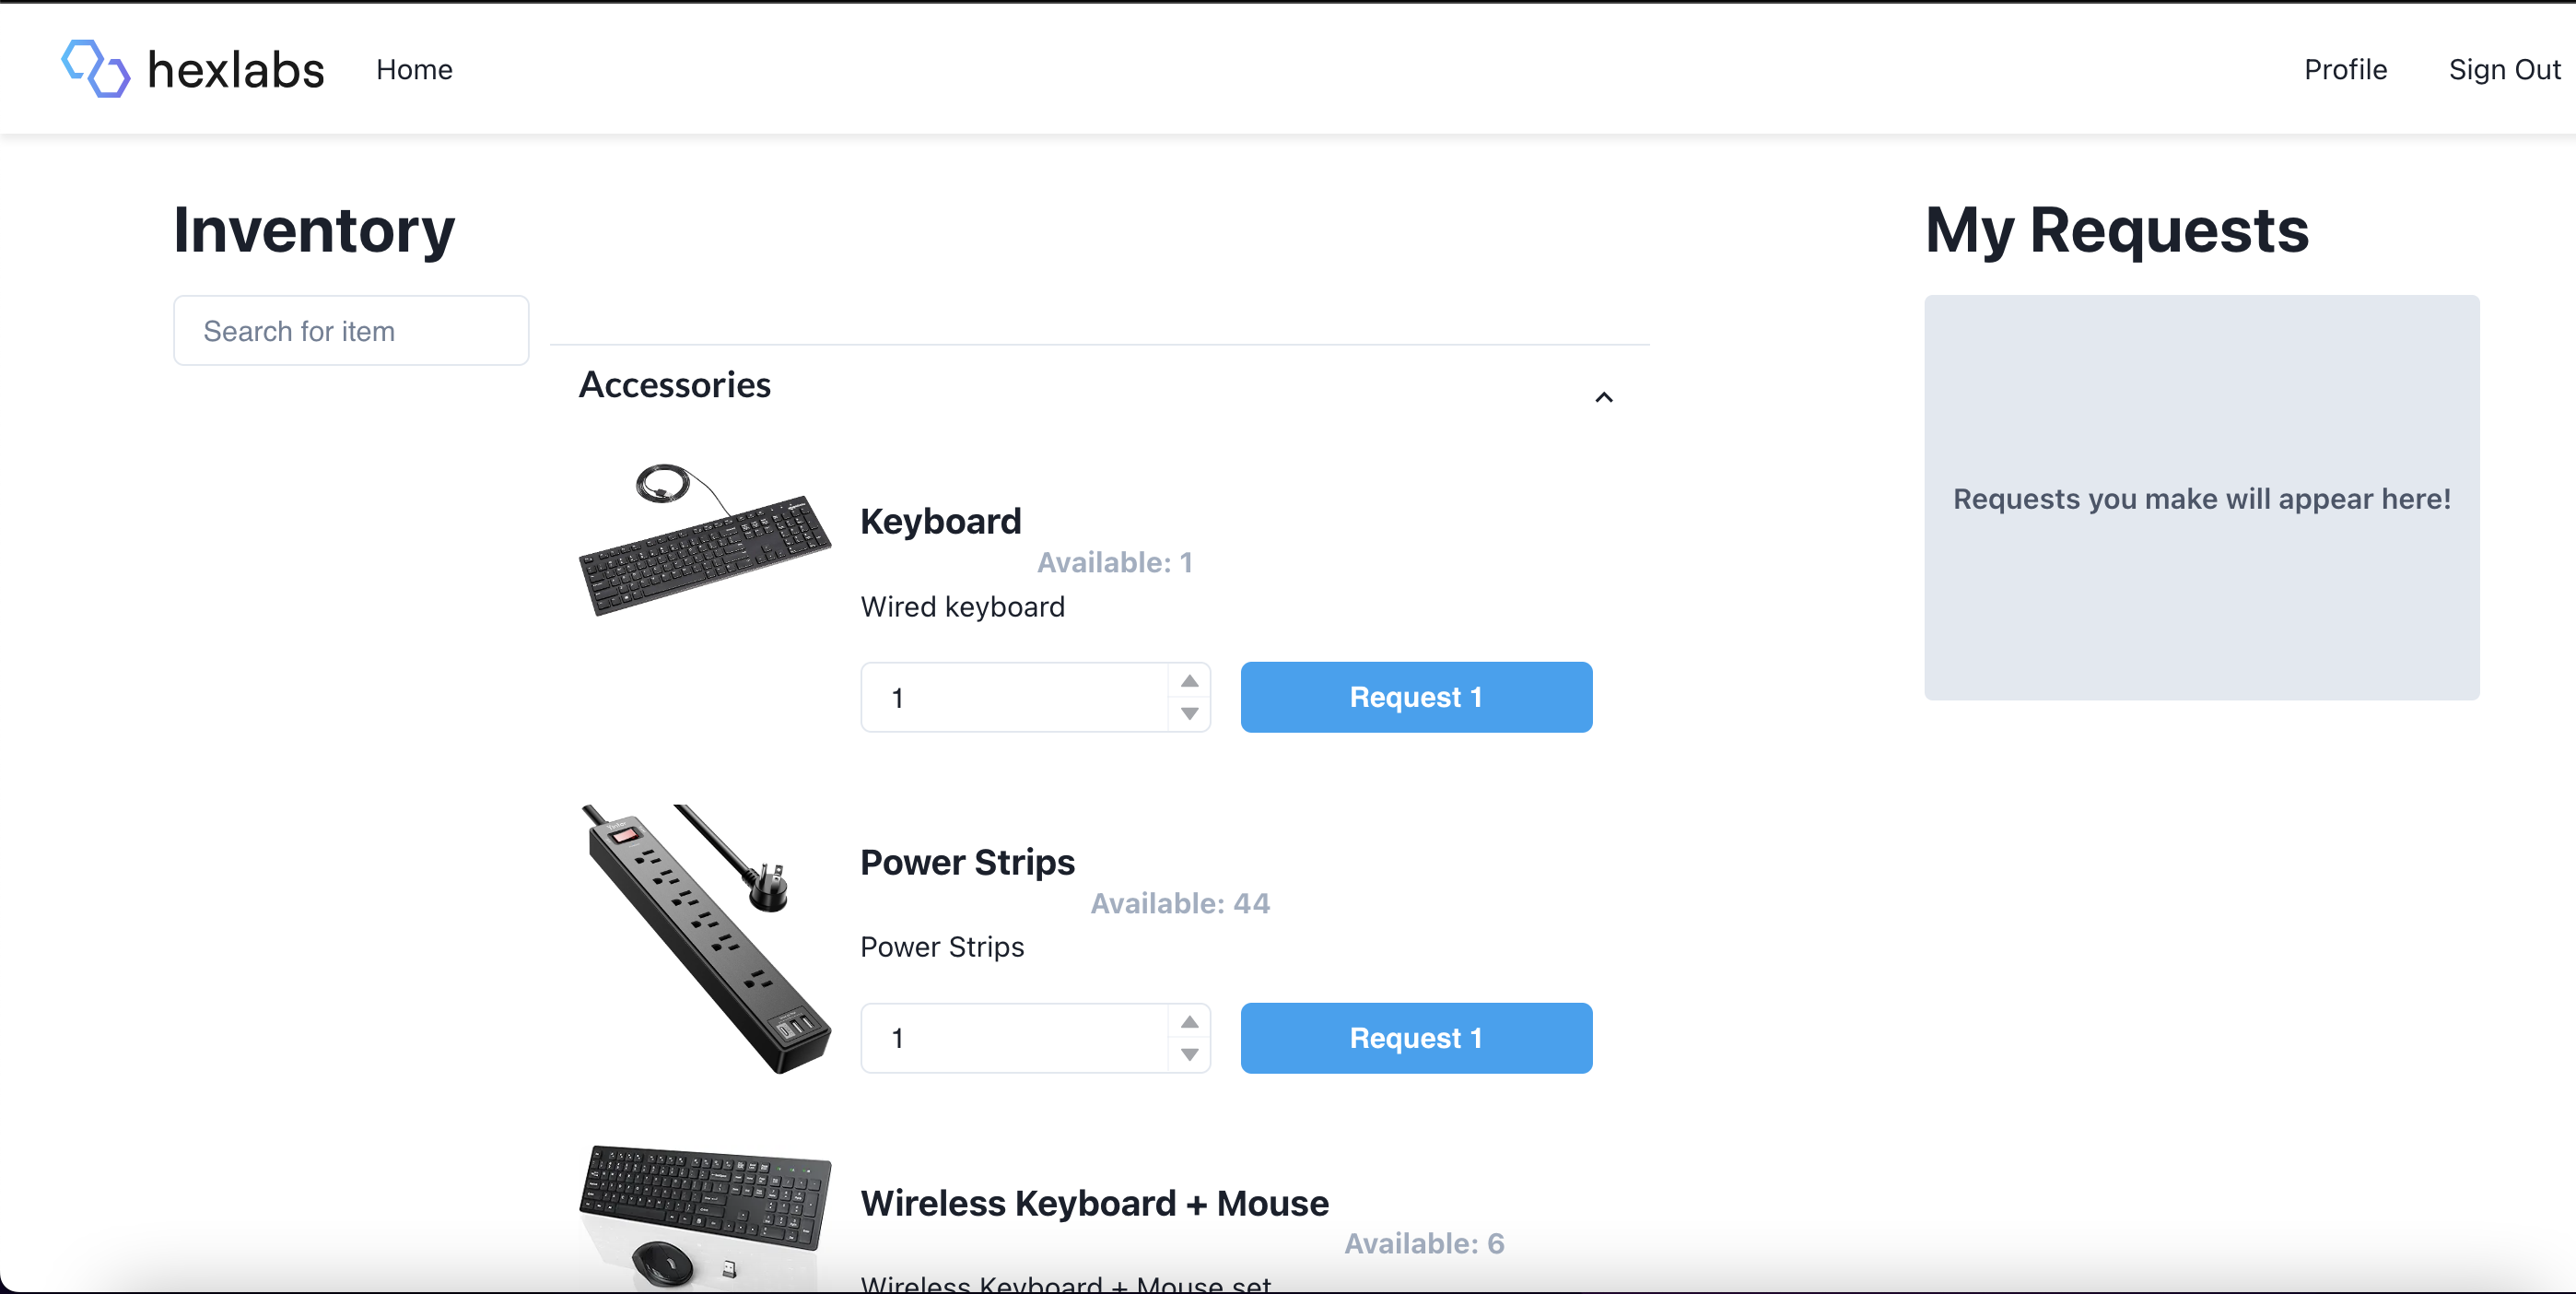 hexlabs
Home
Profile
Sign Out
Inventory
Search for item
Accessories
Keyboard
Available: 1
Wired keyboard
1
Request 1
Power Strips
Available: 44
Power Strips
1
Request 1
Wireless Keyboard + Mouse
Available: 6
Wireless Keyboard + Mouse set
My Requests
Requests you make will appear here!